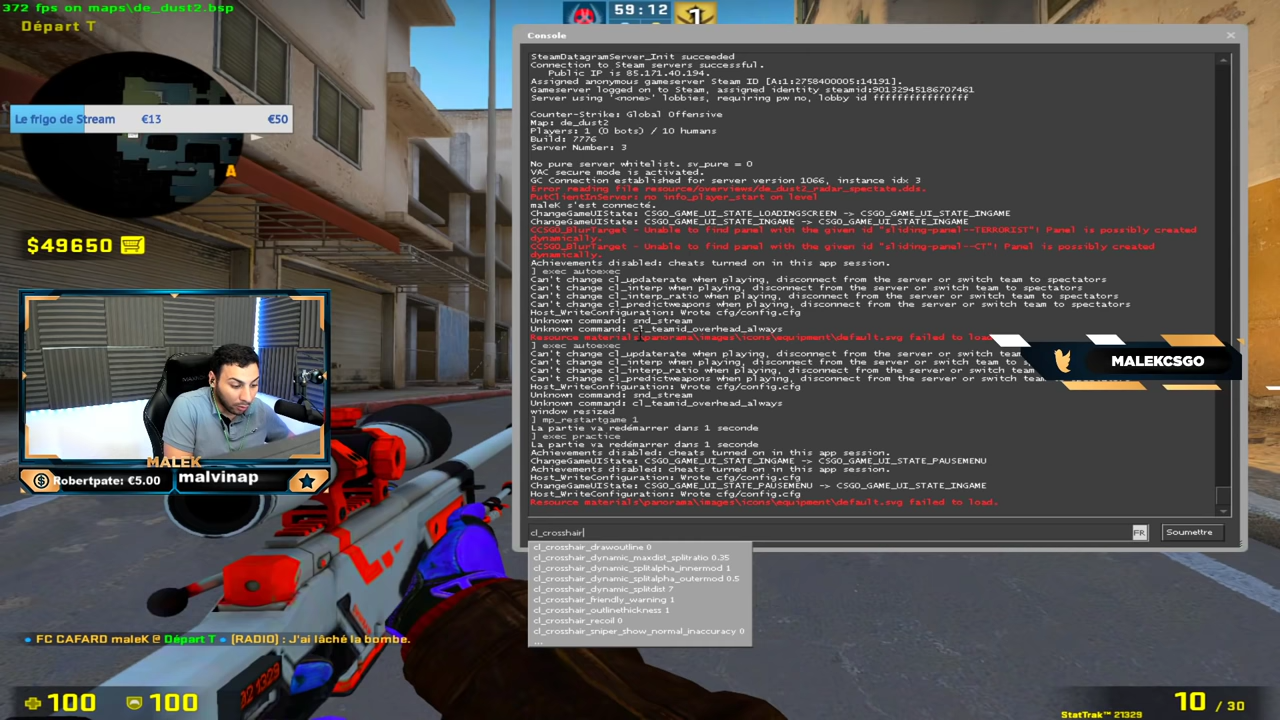 372 fps on maps\de_dust2.bsp
Départ T
59:12
1
Le frigo de Stream €13 €50
A
$49650
Console
SteamDatagramServer_Init succeeded
Connection to Steam servers successful.
Public IP is 85.171.40.194.
Assigned anonymous gameserver Steam ID [A:1:2758400005:14191].
Gameserver logged on to Steam, assigned identity steamid:90132945186707461
Server using '<none>' lobbies, requiring pw no, lobby id ffffffffffffffff
Counter-Strike: Global Offensive
Map: de_dust2
Players: 1 (0 bots) / 10 humans
Build: 7776
Server Number: 3
No pure server whitelist. sv_pure = 0
VAC secure mode is activated.
GC Connection established for server version 1066, instance idx 3
Error reading file resource/overviews/de_dust2_radar_spectate.dds.
PutClientInServer: no info_player_start on level
maleK s'est connecté.
ChangeGameUIState: CSGO_GAME_UI_STATE_LOADINGSCREEN -> CSGO_GAME_UI_STATE_INGAME
ChangeGameUIState: CSGO_GAME_UI_STATE_INGAME -> CSGO_GAME_UI_STATE_INGAME
CCSGO_BlurTarget - Unable to find panel with the given id "sliding-panel--TERRORIST"! Panel is possibly created
dynamically.
CCSGO_BlurTarget - Unable to find panel with the given id "sliding-panel--CT"! Panel is possibly created
dynamically.
Achievements disabled: cheats turned on in this app session.
] exec autoexec
Can't change cl_updaterate when playing, disconnect from the server or switch team to spectators
Can't change cl_interp when playing, disconnect from the server or switch team to spectators
Can't change cl_interp_ratio when playing, disconnect from the server or switch team to spectators
Can't change cl_predictweapons when playing, disconnect from the server or switch team to spectators
Host_WriteConfiguration: Wrote cfg/config.cfg
Unknown command: snd_stream
Unknown command: cl_teamid_overhead_always
Resource materials\panorama\images\icons\equipment\default.svg failed to load.
] exec autoexec
Can't change cl_updaterate when playing, disconnect from the server or switch team
Can't change cl_interp when playing, disconnect from the server or switch team to
Can't change cl_interp_ratio when playing, disconnect from the server or switch tea
Can't change cl_predictweapons when playing, disconnect from the server or switch t
Host_WriteConfiguration: Wrote cfg/config.cfg
Unknown command: snd_stream
Unknown command: cl_teamid_overhead_always
window resized
] mp_restartgame 1
La partie va redémarrer dans 1 seconde
] exec practice
La partie va redémarrer dans 1 seconde
Achievements disabled: cheats turned on in this app session.
ChangeGameUIState: CSGO_GAME_UI_STATE_INGAME -> CSGO_GAME_UI_STATE_PAUSEMENU
Achievements disabled: cheats turned on in this app session.
Host_WriteConfiguration: Wrote cfg/config.cfg
ChangeGameUIState: CSGO_GAME_UI_STATE_PAUSEMENU -> CSGO_GAME_UI_STATE_INGAME
Host_WriteConfiguration: Wrote cfg/config.cfg
Resource materials\panorama\images\icons\equipment\default.svg failed to load.
cl_crosshair FR Soumettre
cl_crosshair_drawoutline 0
cl_crosshair_dynamic_maxdist_splitratio 0.35
cl_crosshair_dynamic_splitalpha_innermod 1
cl_crosshair_dynamic_splitalpha_outermod 0.5
cl_crosshair_dynamic_splitdist 7
cl_crosshair_friendly_warning 1
cl_crosshair_outlinethickness 1
cl_crosshair_recoil 0
cl_crosshair_sniper_show_normal_inaccuracy 0
...
MALEKCSGO
MALEK
Robertpate: €5.00 malvinap
FC CAFARD maleK @ Départ T • (RADIO) : J'ai lâché la bombe.
100 100
StatTrak™ 21329
10 / 30